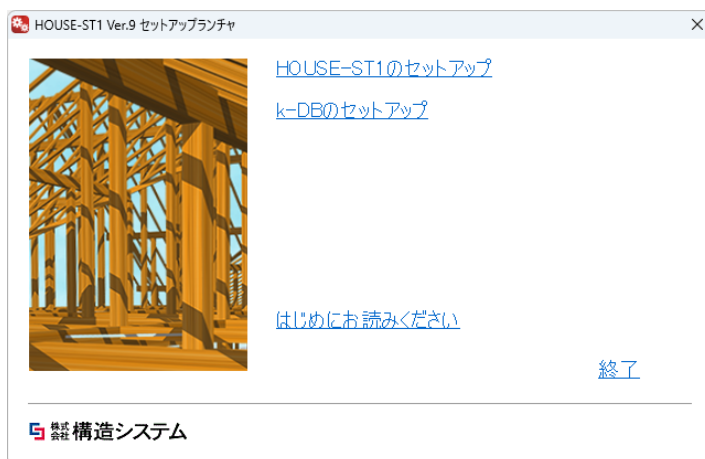 HOUSE-ST1 Ver.9 セットアップランチャ
HOUSE-ST1のセットアップ
k-DBのセットアップ
はじめにお読みください
終了
株式会社 構造システム